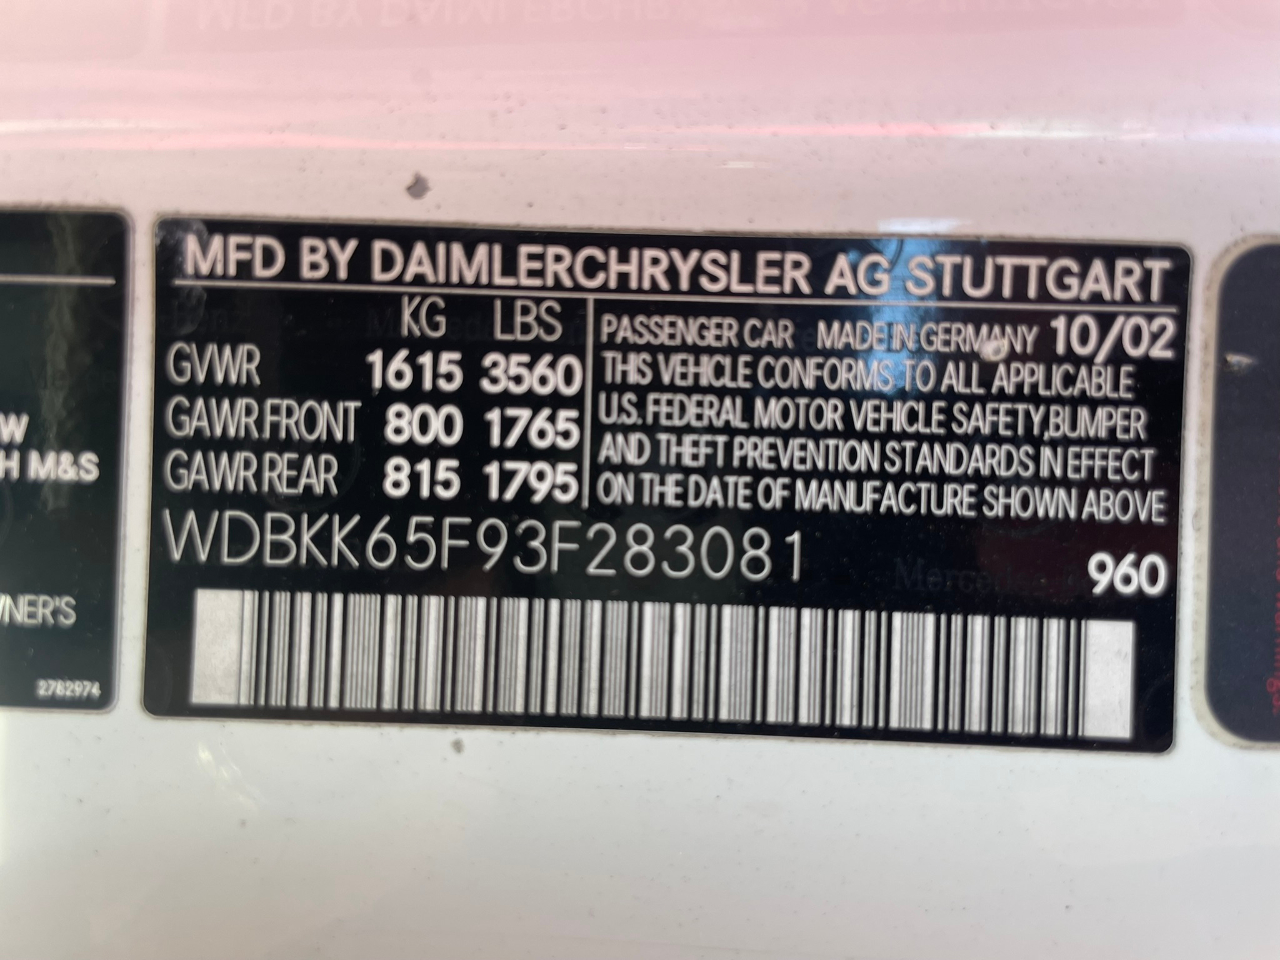 MFD BY DAIMLERCHRYSLER AG STUTTGART
KG LBS
GVWR 1615 3560
GAWR.FRONT 800 1765
GAWR REAR 815 1795
PASSENGER CAR MADE IN GERMANY 10/02
THIS VEHICLE CONFORMS TO ALL APPLICABLE
U.S. FEDERAL MOTOR VEHICLE SAFETY,BUMPER
AND THEFT PREVENTION STANDARDS IN EFFECT
ON THE DATE OF MANUFACTURE SHOWN ABOVE
WDBKK65F93F283081
960
W
H M&S
WNER'S
2782974